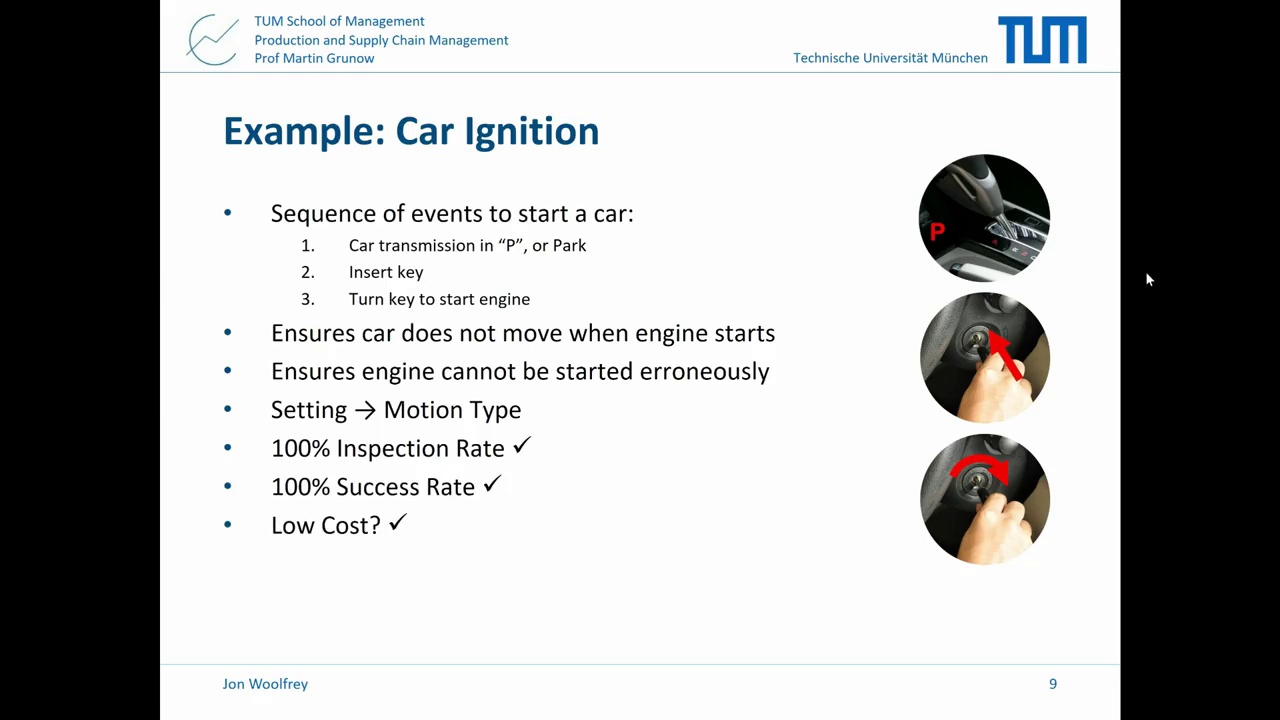 TUM School of Management
Production and Supply Chain Management
Prof Martin Grunow
Technische Universität München
TUM
Example: Car Ignition
• Sequence of events to start a car:
1. Car transmission in “P”, or Park
2. Insert key
3. Turn key to start engine
• Ensures car does not move when engine starts
• Ensures engine cannot be started erroneously
• Setting → Motion Type
• 100% Inspection Rate ✓
• 100% Success Rate ✓
• Low Cost? ✓
P
Jon Woolfrey
9